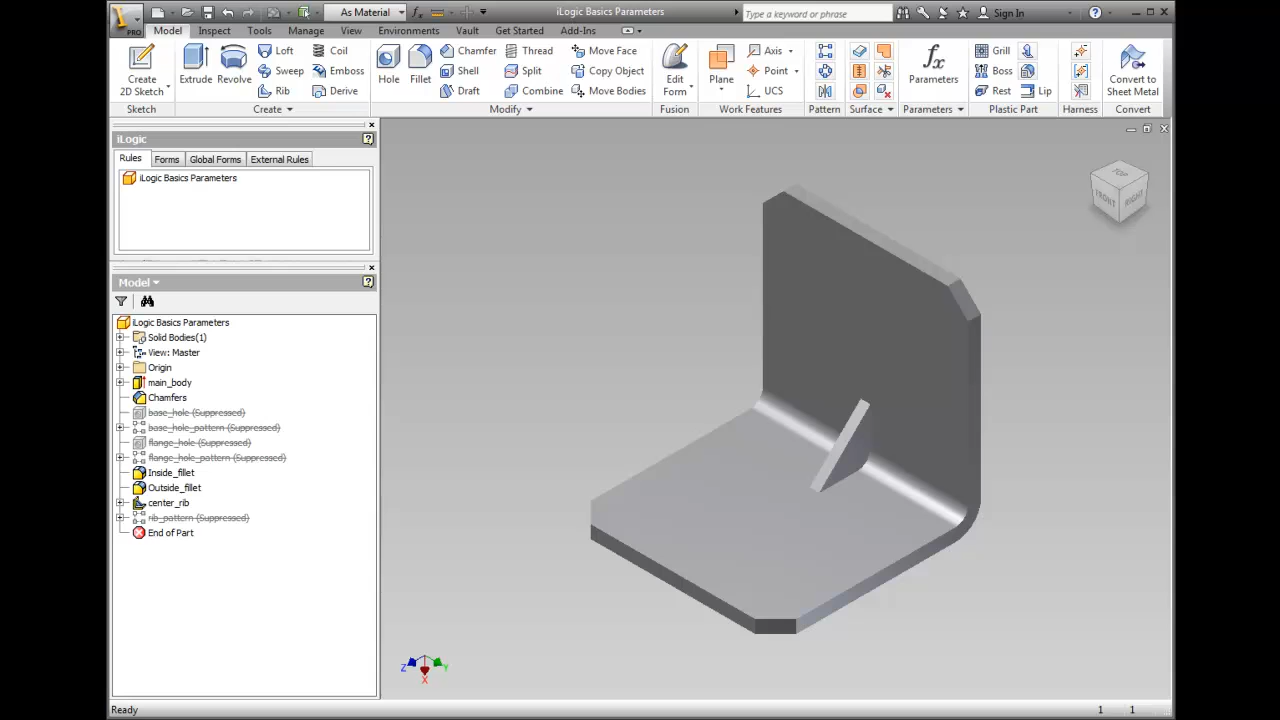 As Material
iLogic Basics Parameters
Type a keyword or phrase
Sign In
PRO
Model Inspect Tools Manage View Environments Vault Get Started Add-Ins
Create
2D Sketch
Extrude
Revolve
Loft
Sweep
Rib
Coil
Emboss
Derive
Hole
Fillet
Chamfer
Shell
Draft
Thread
Split
Combine
Move Face
Copy Object
Move Bodies
Edit
Form
Plane
Axis
Point
UCS
fx
Parameters
Grill
Boss
Rest
Lip
Convert to
Sheet Metal
Sketch Create Modify Fusion Work Features Pattern Surface Parameters Plastic Part Harness Convert
iLogic
Rules Forms Global Forms External Rules
iLogic Basics Parameters
Model
iLogic Basics Parameters
Solid Bodies(1)
View: Master
Origin
main_body
Chamfers
base_hole (Suppressed)
base_hole_pattern (Suppressed)
flange_hole (Suppressed)
flange_hole_pattern (Suppressed)
Inside_fillet
Outside_fillet
center_rib
rib_pattern (Suppressed)
End of Part
TOP
FRONT
RIGHT
Z
Y
X
Ready
1 1